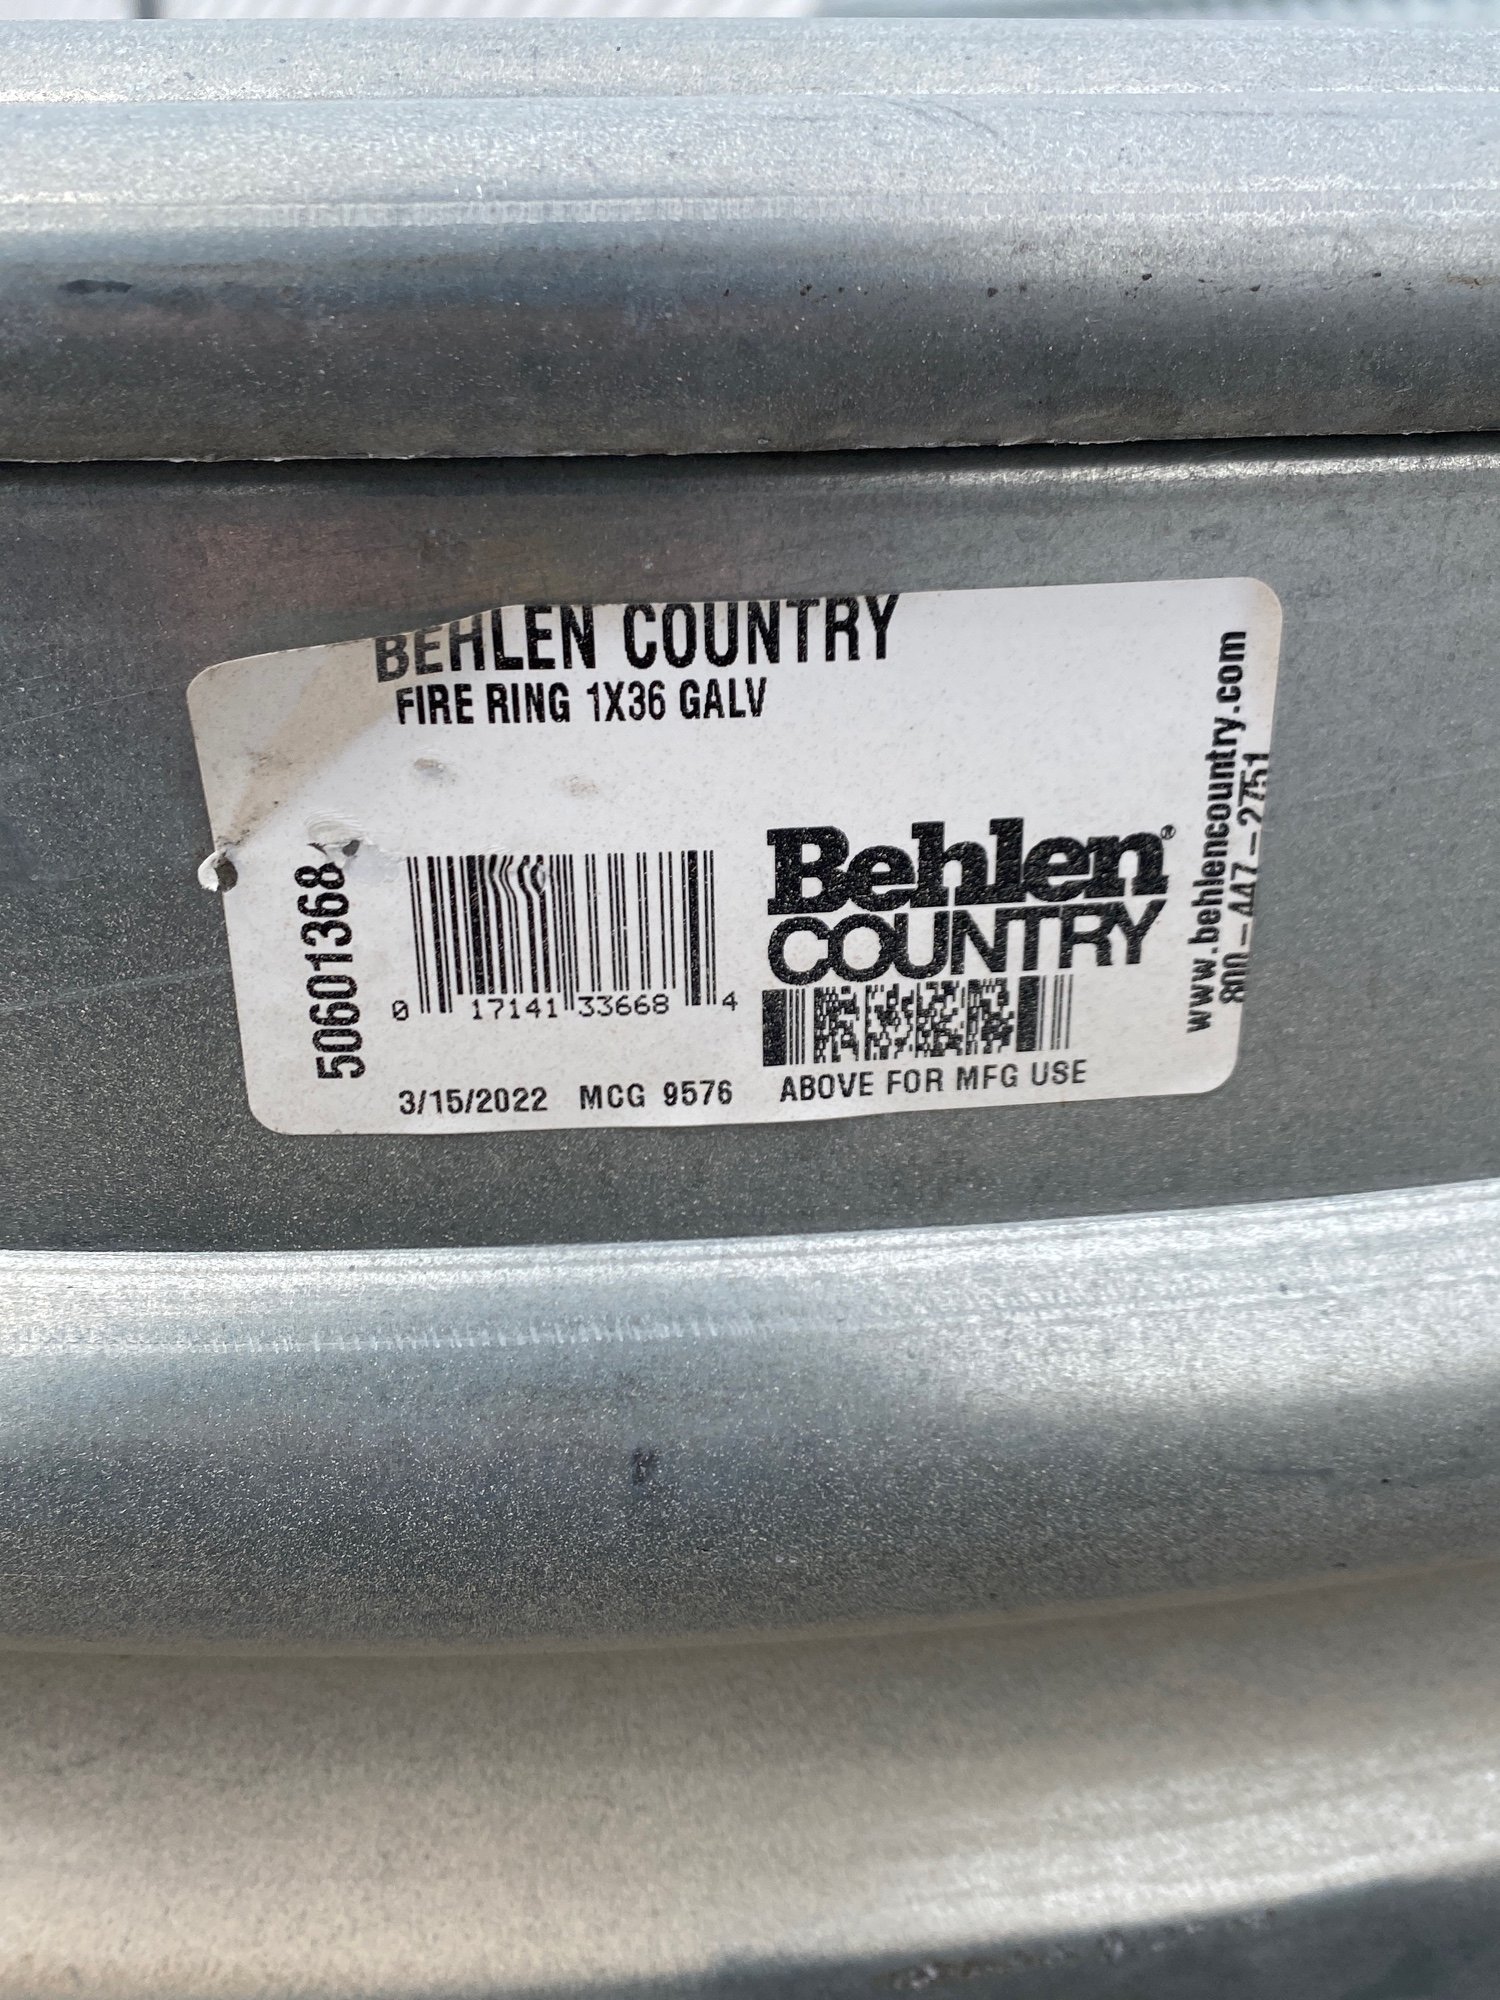 BEHLEN COUNTRY
FIRE RING 1X36 GALV
50601368
0 17141 33668 4
Behlen®
COUNTRY
ABOVE FOR MFG USE
3/15/2022 MCG 9576
www.behlencountry.com
800-447-2751